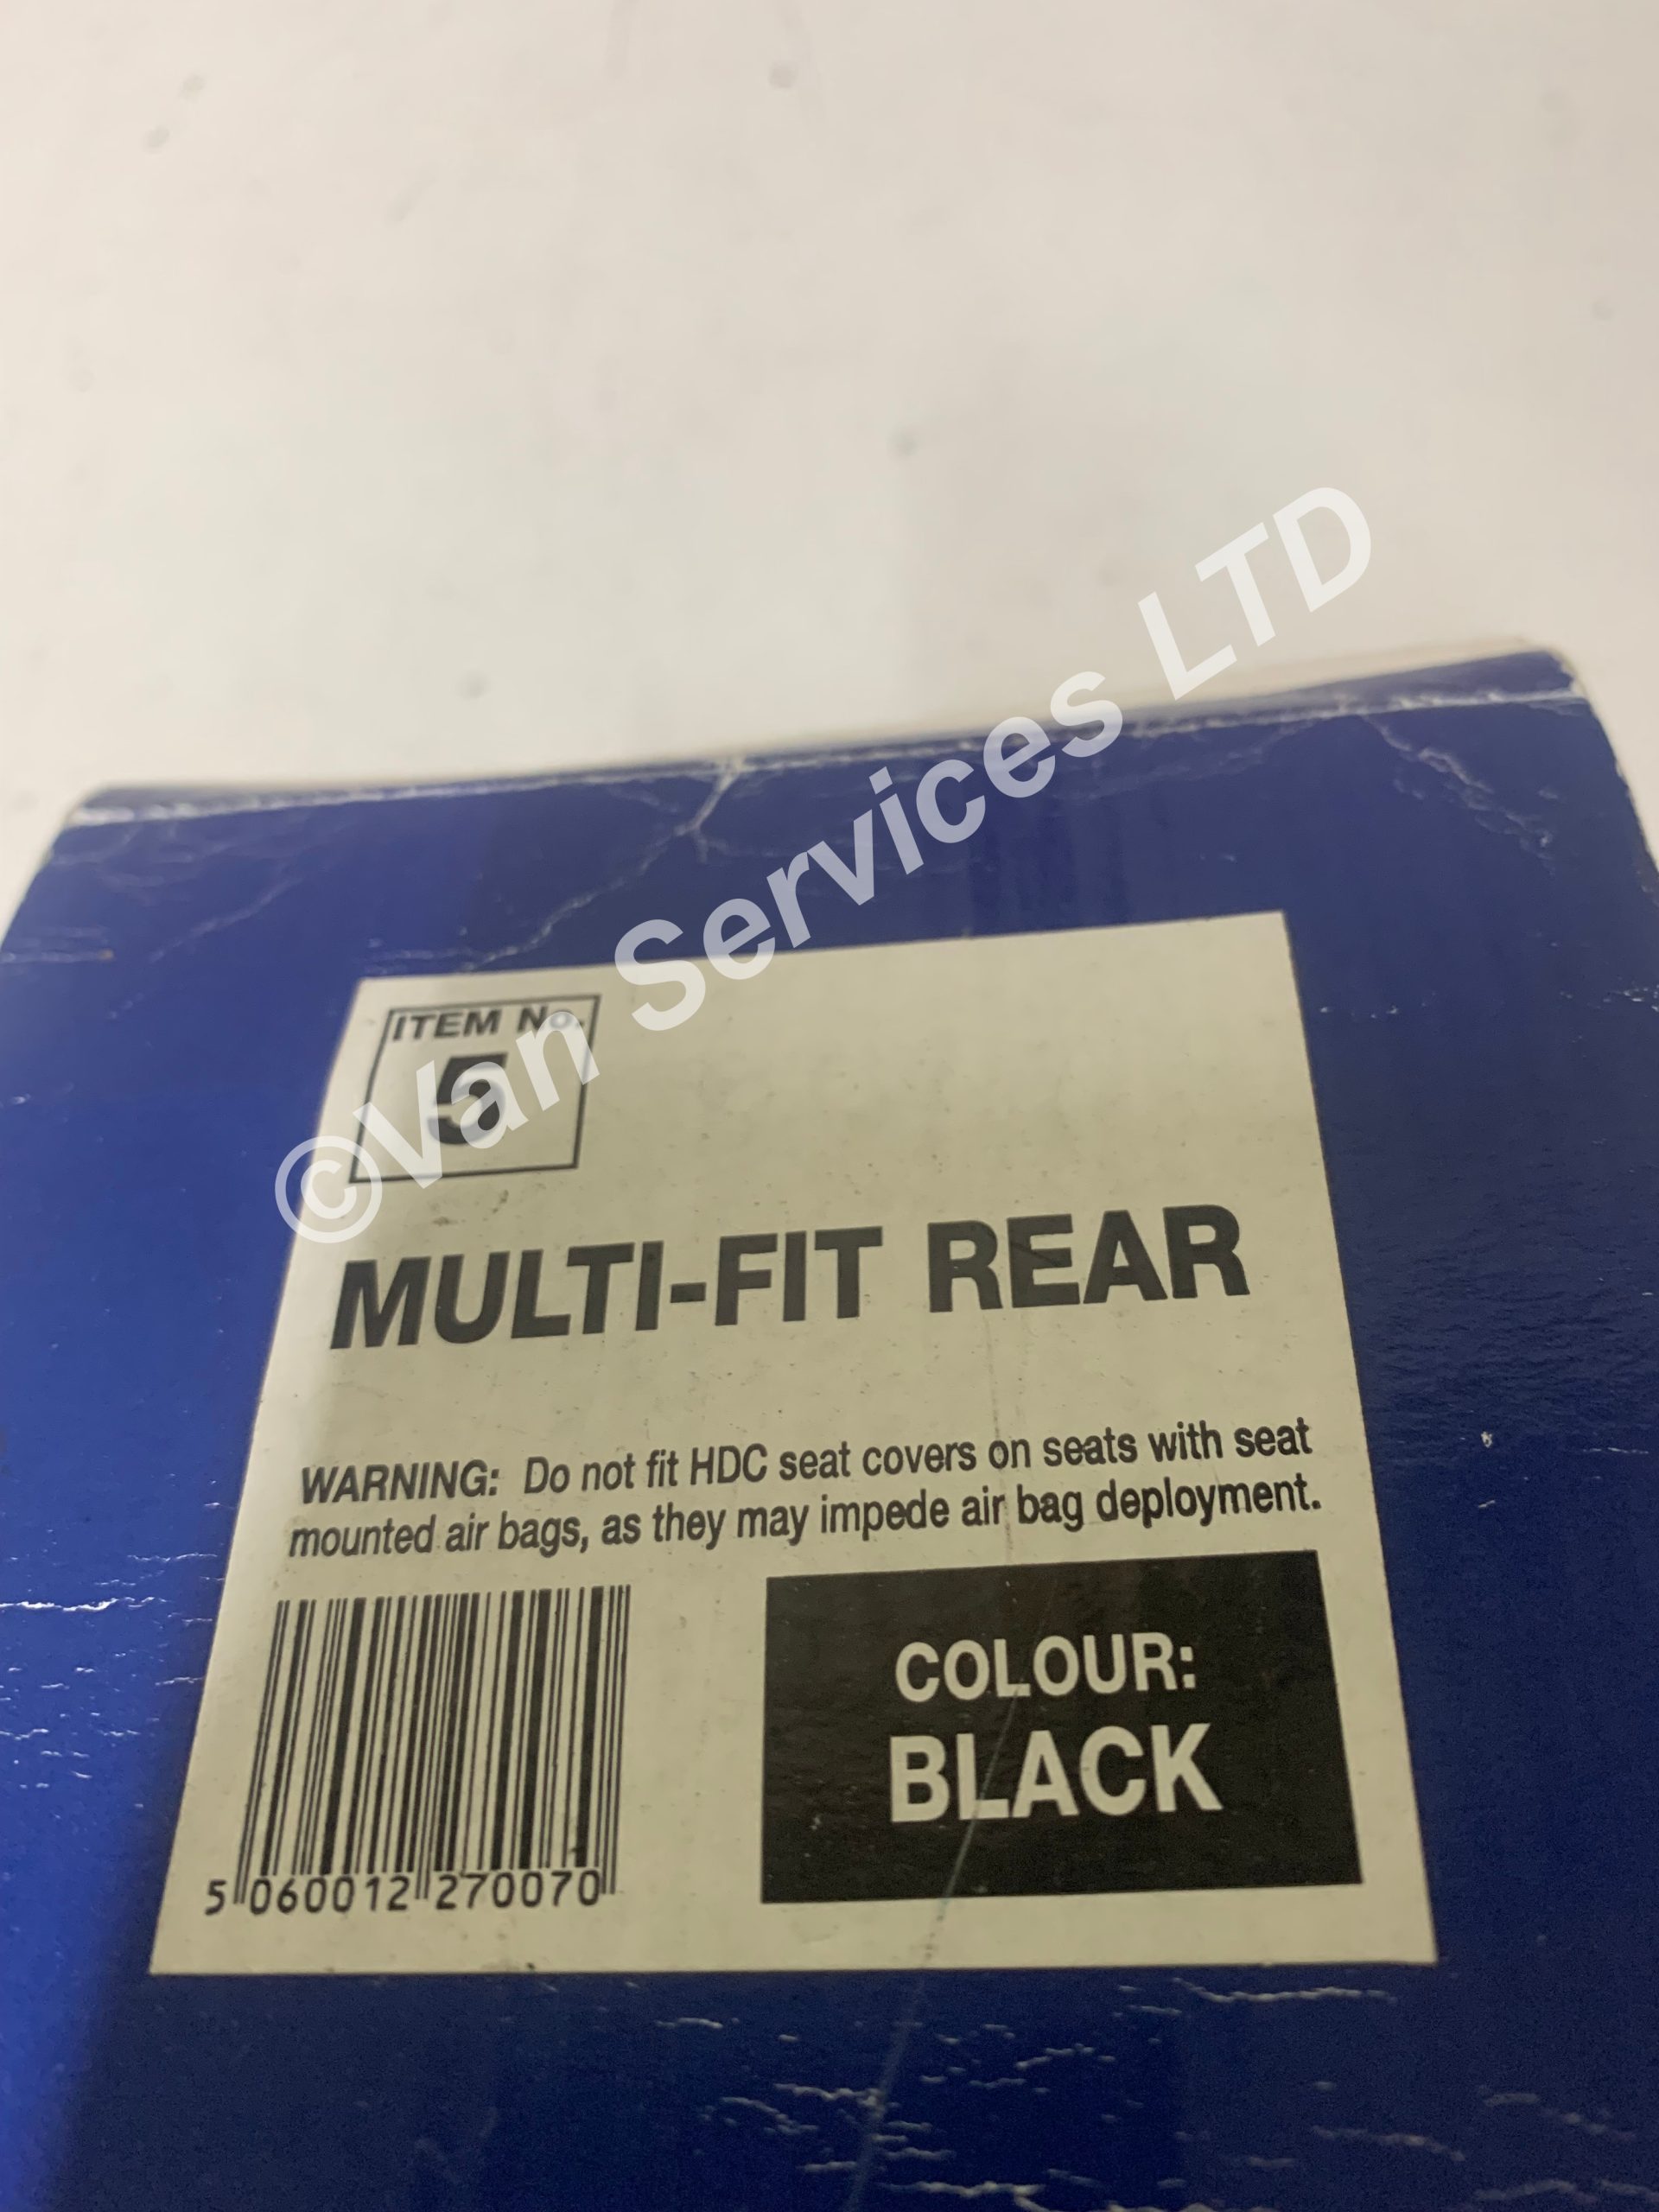 ITEM No.
5
MULTI-FIT REAR
WARNING: Do not fit HDC seat covers on seats with seat
mounted air bags, as they may impede air bag deployment.
5 060012 270070
COLOUR:
BLACK
©Van Services LTD